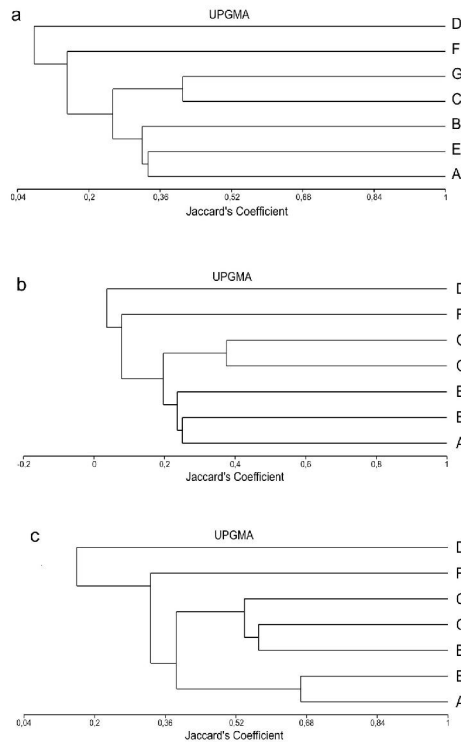 a
UPGMA
D
F
G
C
B
E
A
0,04 0,2 0,36 0,52 0,68 0,84 1
Jaccard's Coefficient
b
UPGMA
-0.2 0 0,2 0,4 0,6 0,8 1
Jaccard's Coefficient
c
UPGMA
0,04 0,2 0,36 0,52 0,68 0,84 1
Jaccard's Coefficient